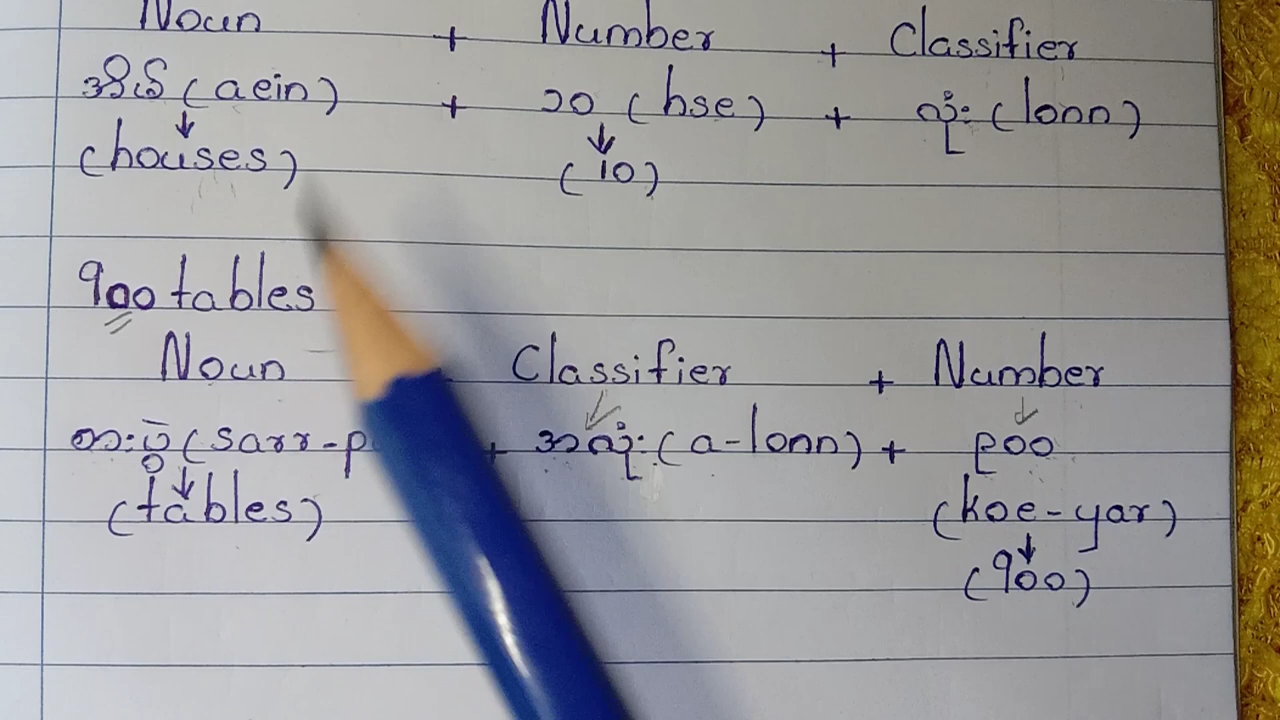 Noun + Number + Classifier
အိမ် (aein) + ၁၀ (hse) + လုံး (lonn)
(houses) (10)
900 tables
Noun Classifier + Number
စားပွဲ (sarr- + အလုံး (a-lonn) + ၉၀၀
(tables) (koe-yar)
(900)